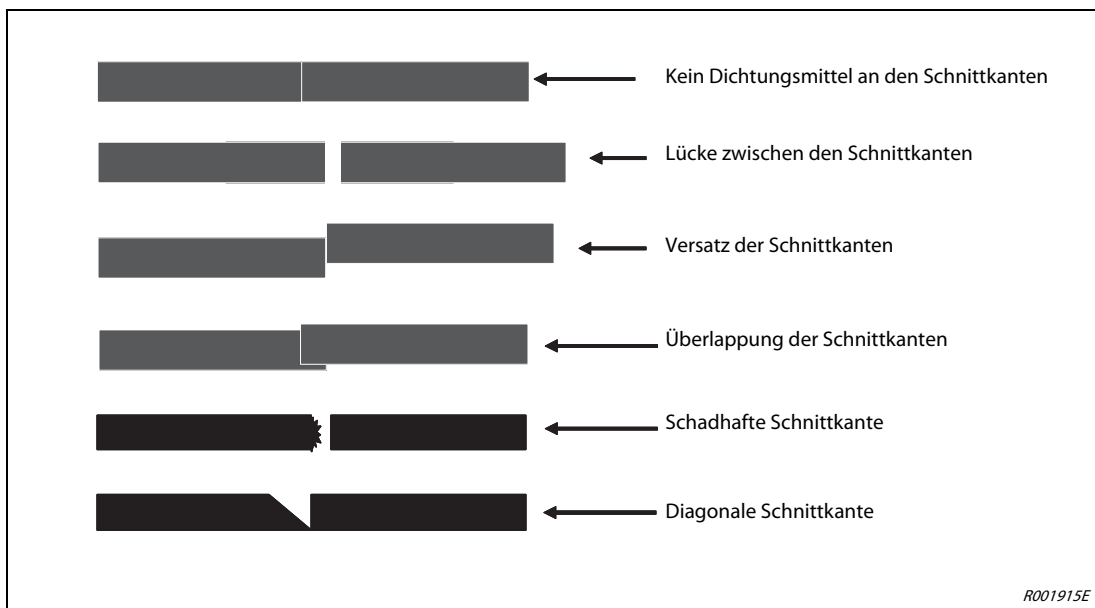 Kein Dichtungsmittel an den Schnittkanten
Lücke zwischen den Schnittkanten
Versatz der Schnittkanten
Überlappung der Schnittkanten
Schadhafte Schnittkante
Diagonale Schnittkante
R001915E